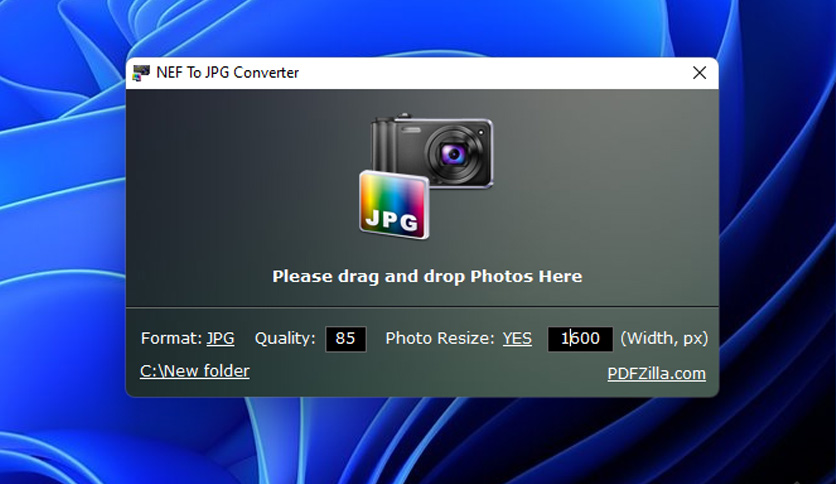 NEF To JPG Converter
JPG
Please drag and drop Photos Here
Format: JPG Quality: 85 Photo Resize: YES 1600 (Width, px)
C:\New folder PDFZilla.com